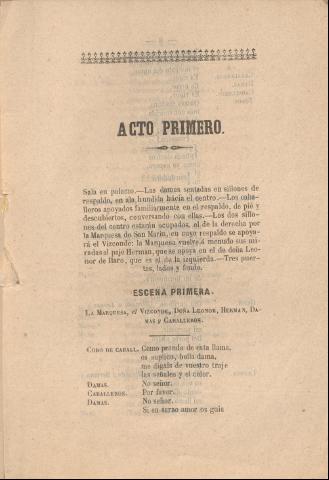 ACTO PRIMERO.
Sala en palacio.—Las damas sentadas en sillones de
respaldo, en ala hundida hácia el centro.—Los caba-
lleros apoyados familiarmente en el respaldo, de pié y
descubiertos, conversando con ellas.—Los dos sillo-
nes del centro estarán ocupados, el de la derecha por
la Marquesa de San Marin, en cuyo respaldo se apoya-
rá el Vizconde: la Marquesa vuelve á menudo sus mi-
radas al paje Herman, que se apoya en el de doña Leo-
nor de Haro, que es el de la izquierda.—Tres puer-
tas, lados y fondo.
ESCENA PRIMERA.
LA MARQUESA, el VIZCONDE, DOÑA LEONOR, HERMAN, DA-
MAS y CABALLEROS.
CORO DE CABALL. Como prenda de esta llama,
os suplico, bella dama,
me digais de vuestro traje
las señales y el color.
DAMAS. No señor.
CABALLEROS. Por favor.
DAMAS. No señor.
Si en serao amor os guia